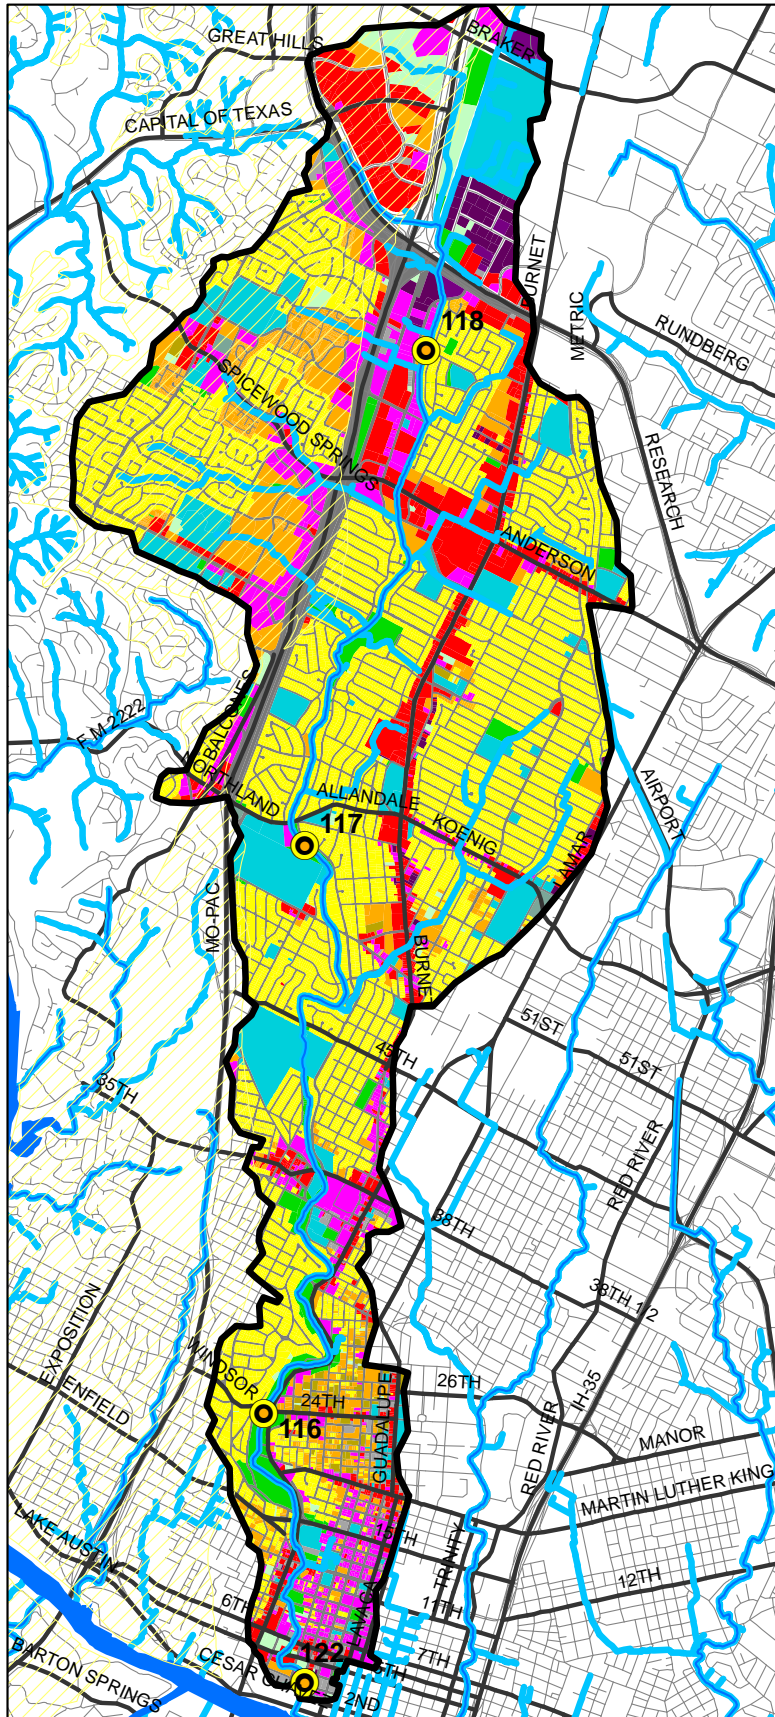 BRAKER
GREAT HILLS
CAPITAL OF TEXAS
BURNET
METRIC
118
RUNDBERG
SPICEWOOD SPRINGS
RESEARCH
ANDERSON
BALCONES
F M 2222
NORTHLAND
ALLANDALE
AIRPORT
117
KOENIG
LAMAR
MO-PAC
BURNET
51ST
51ST
45TH
35TH
RED RIVER
38TH
38TH 1/2
EXPOSITION
WINDSOR
26TH
ENFIELD
24TH
IH-35
GUADALUPE
116
RED RIVER
MANOR
MARTIN LUTHER KING
15TH
TRINITY
LAKE AUSTIN
12TH
6TH
LAVACA
11TH
122
7TH
5TH
BARTON SPRINGS
CESAR CHAVEZ
2ND